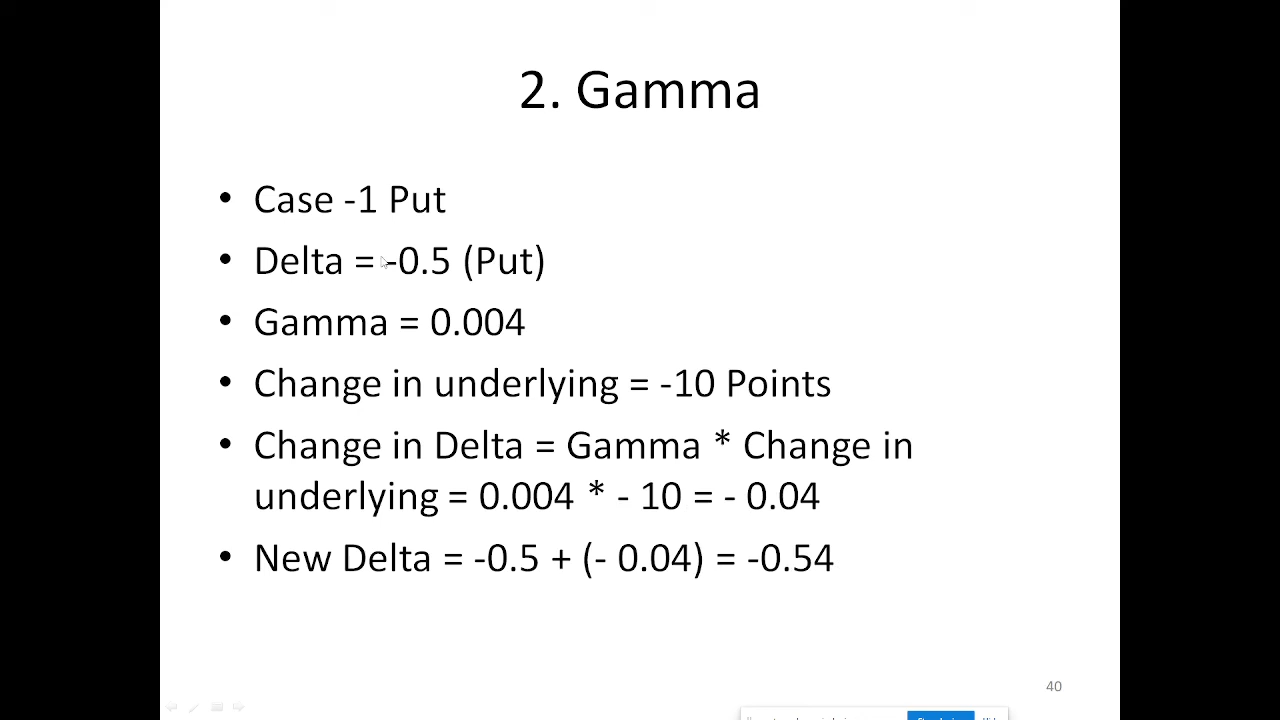 2. Gamma
• Case -1 Put
• Delta = -0.5 (Put)
• Gamma = 0.004
• Change in underlying = -10 Points
• Change in Delta = Gamma * Change in
underlying = 0.004 * - 10 = - 0.04
• New Delta = -0.5 + (- 0.04) = -0.54
40